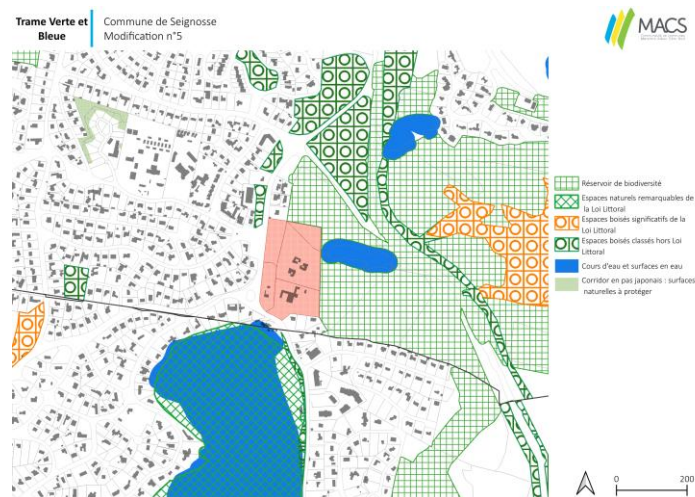 Trame Verte et
Bleue
Commune de Seignosse
Modification n°5
MACS
Réservoir de biodiversité
Espaces naturels remarquables de
la Loi Littoral
Espaces boisés significatifs de la
Loi Littoral
Espaces boisés classés hors Loi
Littoral
Cours d'eau et surfaces en eau
Corridor en pas japonais : surfaces
naturelles à protéger
0 200